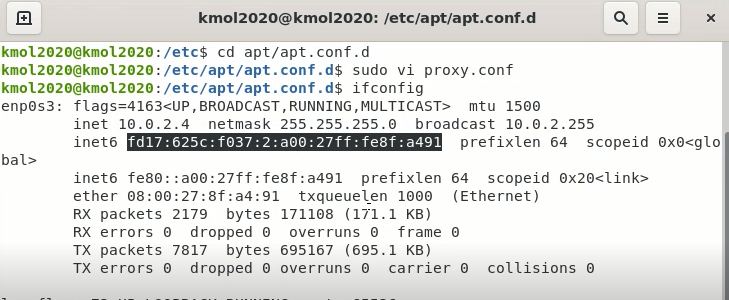 kmol2020@kmol2020: /etc/apt/apt.conf.d
kmol2020@kmol2020:/etc$ cd apt/apt.conf.d
kmol2020@kmol2020:/etc/apt/apt.conf.d$ sudo vi proxy.conf
kmol2020@kmol2020:/etc/apt/apt.conf.d$ ifconfig
enp0s3: flags=4163<UP,BROADCAST,RUNNING,MULTICAST>  mtu 1500
        inet 10.0.2.4  netmask 255.255.255.0  broadcast 10.0.2.255
        inet6 fd17:625c:f037:2:a00:27ff:fe8f:a491  prefixlen 64  scopeid 0x0<glo
bal>
        inet6 fe80::a00:27ff:fe8f:a491  prefixlen 64  scopeid 0x20<link>
        ether 08:00:27:8f:a4:91  txqueuelen 1000  (Ethernet)
        RX packets 2179  bytes 171108 (171.1 KB)
        RX errors 0  dropped 0  overruns 0  frame 0
        TX packets 7817  bytes 695167 (695.1 KB)
        TX errors 0  dropped 0 overruns 0  carrier 0  collisions 0